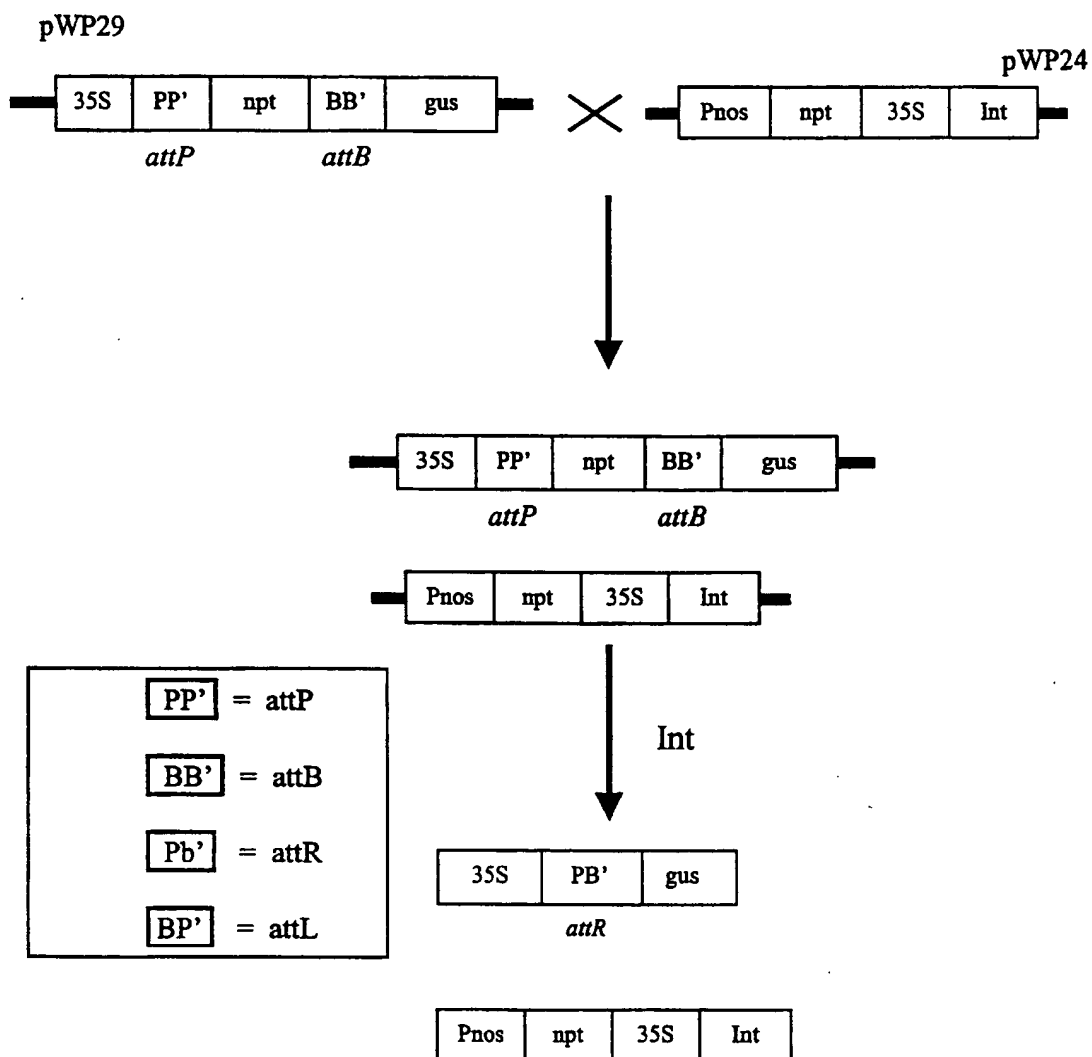 pWP29
pWP24
35S PP' npt BB' gus
Pnos npt 35S Int
attP attB
35S PP' npt BB' gus
attP attB
Pnos npt 35S Int
PP' = attP
BB' = attB
Pb' = attR
BP' = attL
Int
35S PB' gus
attR
Pnos npt 35S Int